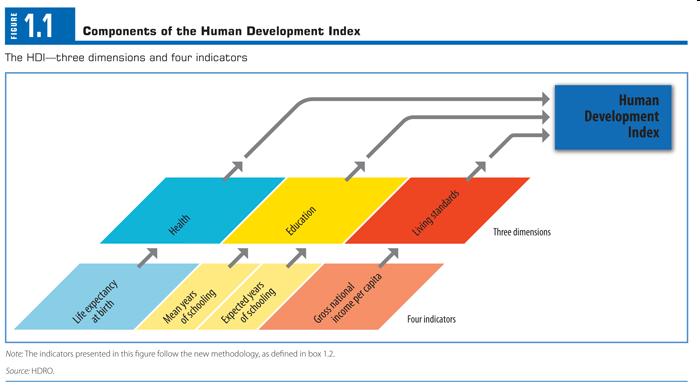 FIGURE
1.1
Components of the Human Development Index
The HDI—three dimensions and four indicators
Human
Development
Index
Health
Education
Living standards
Three dimensions
Life expectancy
at birth
Mean years
of schooling
Expected years
of schooling
Gross national
income per capita
Four indicators
Note: The indicators presented in this figure follow the new methodology, as defined in box 1.2.
Source: HDRO.